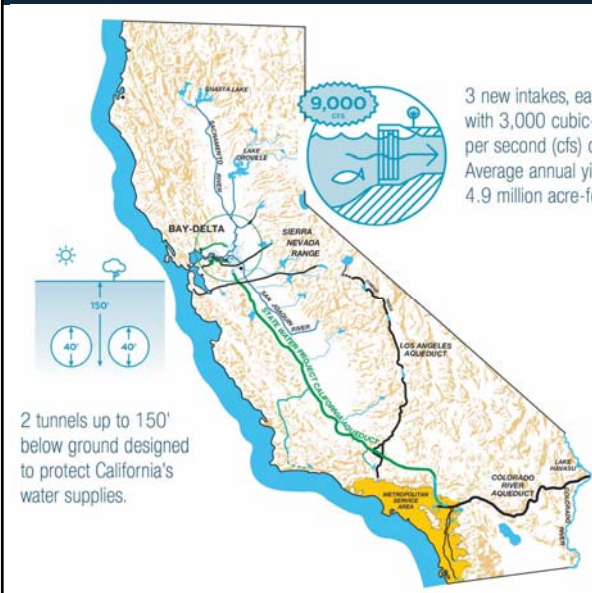 SHASTA LAKE
9,000
cfs
3 new intakes, ea
with 3,000 cubic-
per second (cfs) c
Average annual yi
4.9 million acre-f
SACRAMENTO
RIVER
LAKE
OROVILLE
BAY-DELTA
SIERRA
NEVADA
RANGE
150'
40'
40'
SAN JOAQUIN RIVER
STATE WATER PROJECT CALIFORNIA AQUEDUCT
LOS ANGELES
AQUEDUCT
2 tunnels up to 150'
below ground designed
to protect California's
water supplies.
METROPOLITAN
SERVICE
AREA
COLORADO
RIVER
AQUEDUCT
LAKE
HAVASU
COLORADO
RIVER